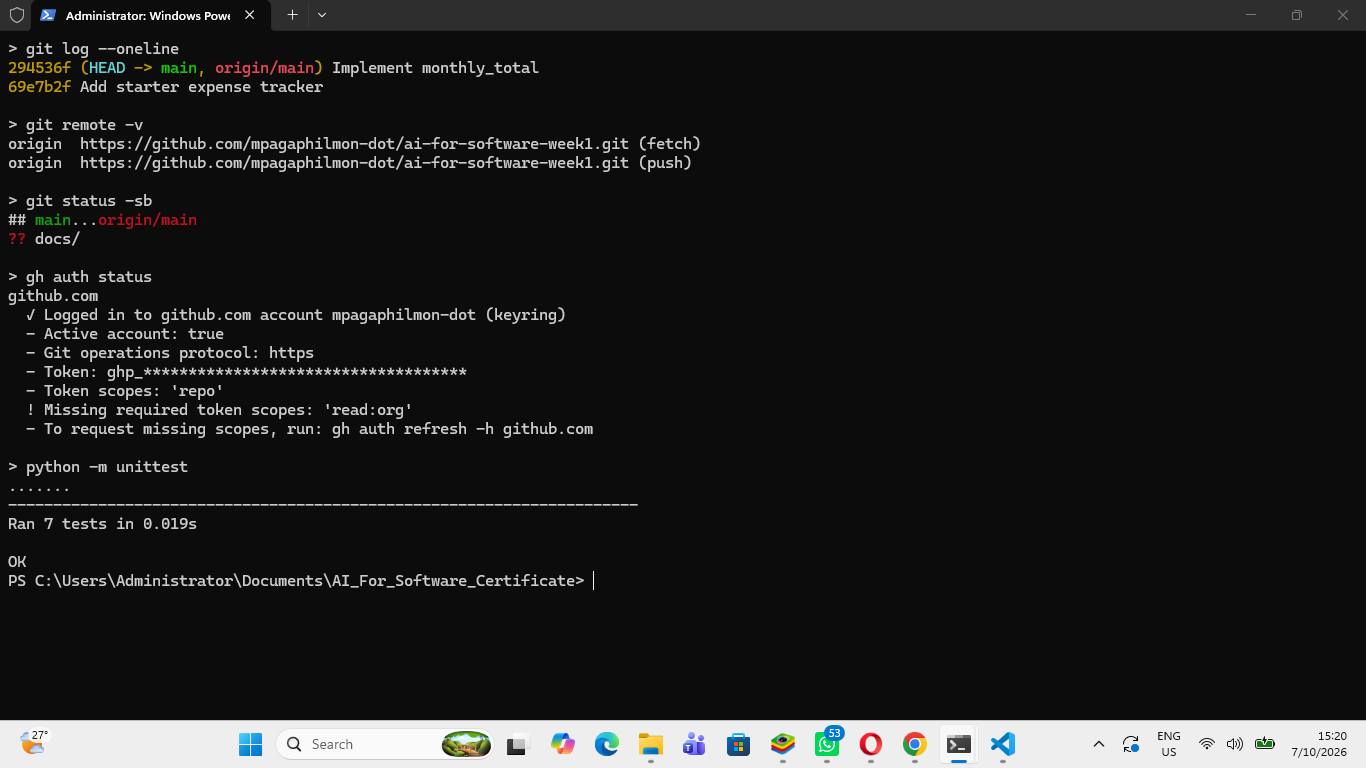 Administrator: Windows Powe
> git log --oneline
294536f (HEAD -> main, origin/main) Implement monthly_total
69e7b2f Add starter expense tracker
> git remote -v
origin  https://github.com/mpagaphilmon-dot/ai-for-software-week1.git (fetch)
origin  https://github.com/mpagaphilmon-dot/ai-for-software-week1.git (push)
> git status -sb
## main...origin/main
?? docs/
> gh auth status
github.com
✓ Logged in to github.com account mpagaphilmon-dot (keyring)
- Active account: true
- Git operations protocol: https
- Token: ghp_************************************
- Token scopes: 'repo'
! Missing required token scopes: 'read:org'
- To request missing scopes, run: gh auth refresh -h github.com
> python -m unittest
.......
----------------------------------------------------------------------
Ran 7 tests in 0.019s
OK
PS C:\Users\Administrator\Documents\AI_For_Software_Certificate>
27°
Search
53
ENG
US
15:20
7/10/2026